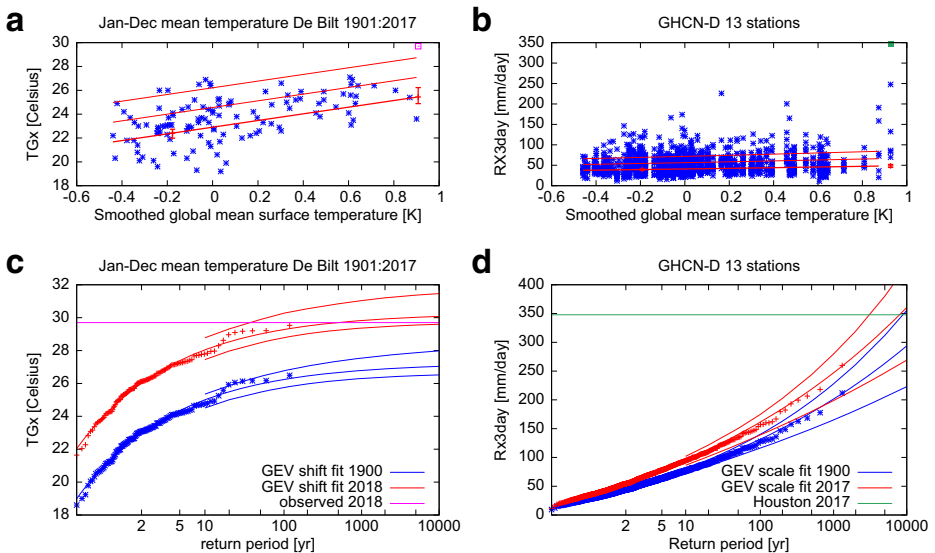 a
Jan-Dec mean temperature De Bilt 1901:2017
30
28
26
24
22
20
18
TGx [Celsius]
-0.6 -0.4 -0.2 0 0.2 0.4 0.6 0.8 1
Smoothed global mean surface temperature [K]
b
GHCN-D 13 stations
350
300
250
200
150
100
50
0
RX3day [mm/day]
-0.6 -0.4 -0.2 0 0.2 0.4 0.6 0.8 1
Smoothed global mean surface temperature [K]
c
Jan-Dec mean temperature De Bilt 1901:2017
32
30
28
26
24
22
20
18
TGx [Celsius]
GEV shift fit 1900
GEV shift fit 2018
observed 2018
2 5 10 100 1000 10000
return period [yr]
d
GHCN-D 13 stations
400
350
300
250
200
150
100
50
0
Rx3day [mm/day]
GEV scale fit 1900
GEV scale fit 2017
Houston 2017
2 5 10 100 1000 10000
Return period [yr]